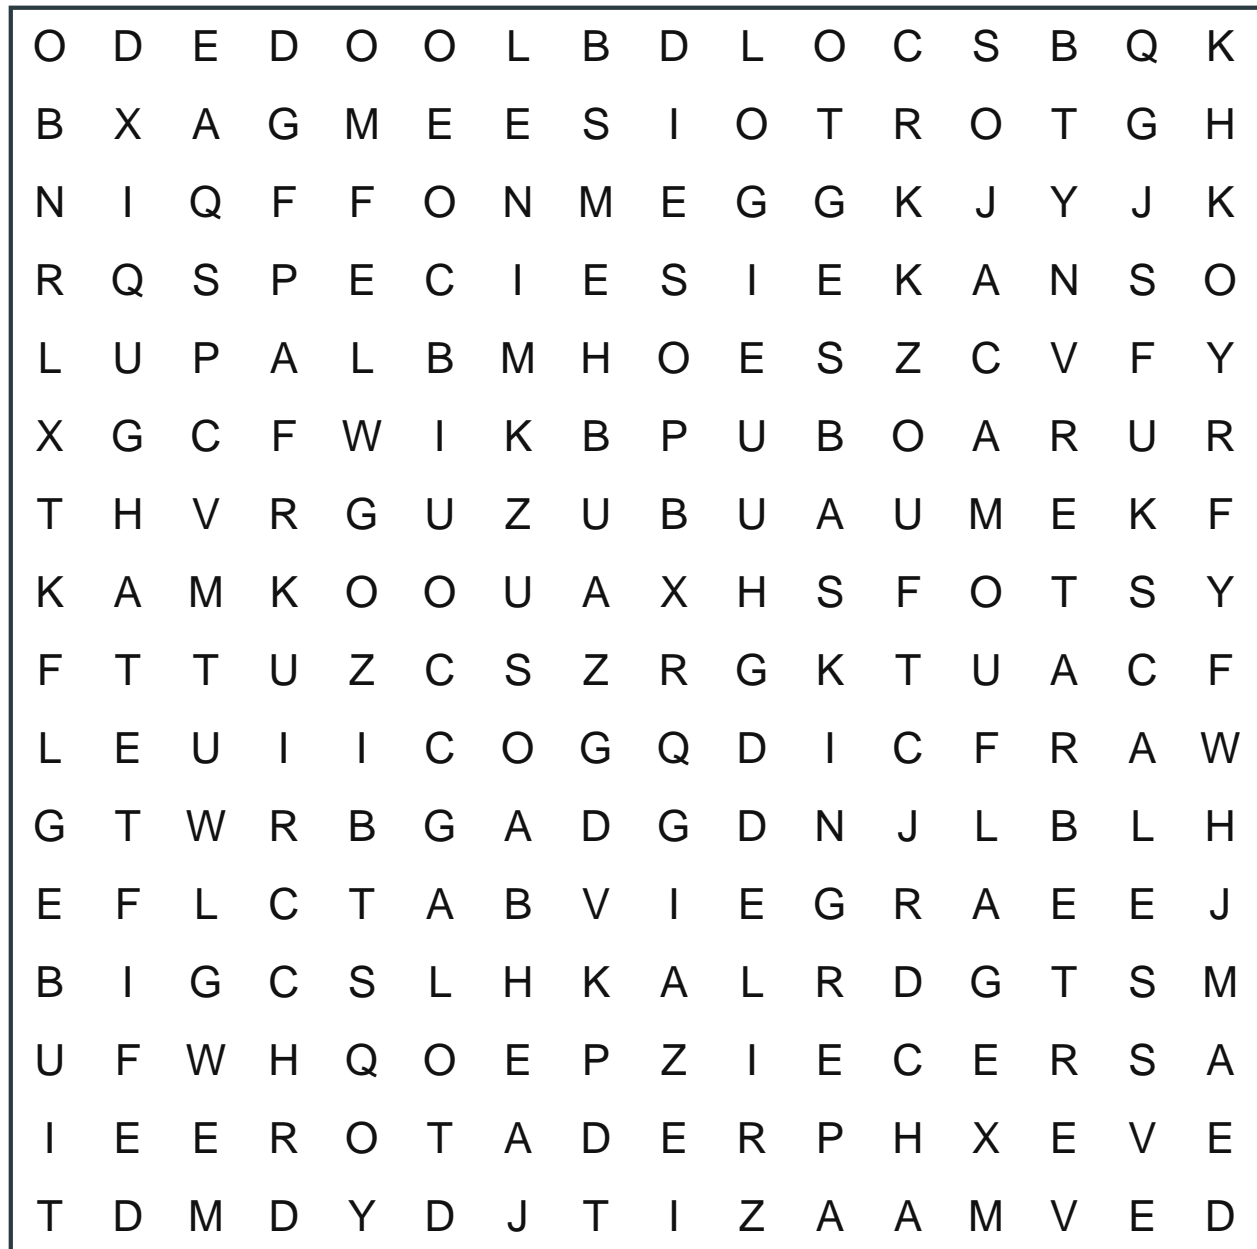 O D E D O O L B D L O C S B Q K
B X A G M E E S I O T R O T G H
N I Q F F O N M E G G K J Y J K
R Q S P E C I E S I E K A N S O
L U P A L B M H O E S Z C V F Y
X G C F W I K B P U B O A R U R
T H V R G U Z U B U A U M E K F
K A M K O O U A X H S F O T S Y
F T T U Z C S Z R G K T U A C F
L E U I I C O G Q D I C F R A W
G T W R B G A D G D N J L B L H
E F L C T A B V I E G R A E E J
B I G C S L H K A L R D G T S M
U F W H Q O E P Z I E C E R S A
I E E R O T A D E R P H X E V E
T D M D Y D J T I Z A A M V E D